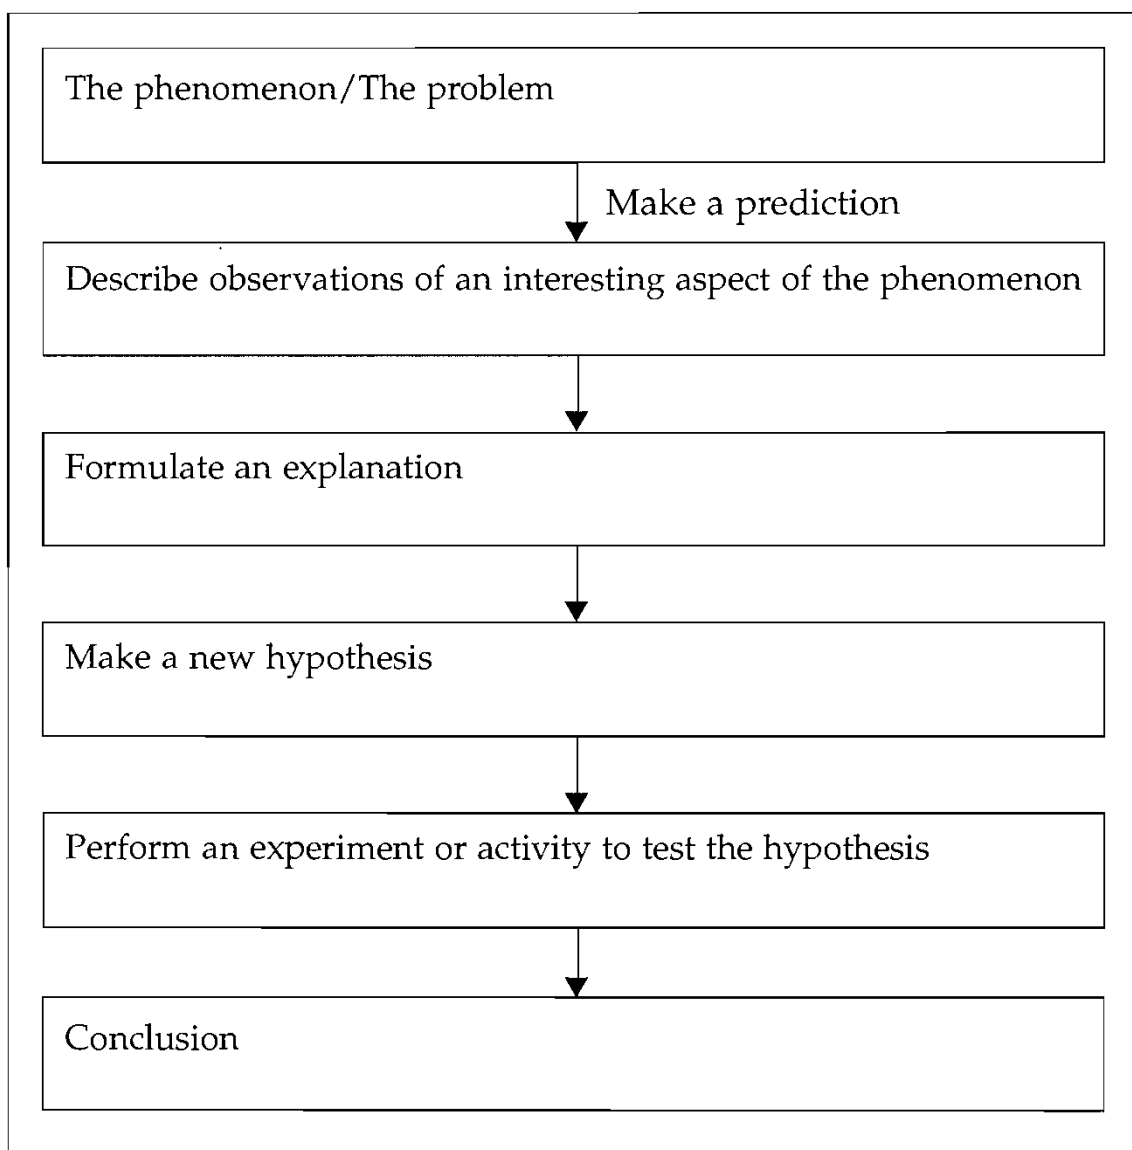 The phenomenon/The problem
Make a prediction
Describe observations of an interesting aspect of the phenomenon
Formulate an explanation
Make a new hypothesis
Perform an experiment or activity to test the hypothesis
Conclusion